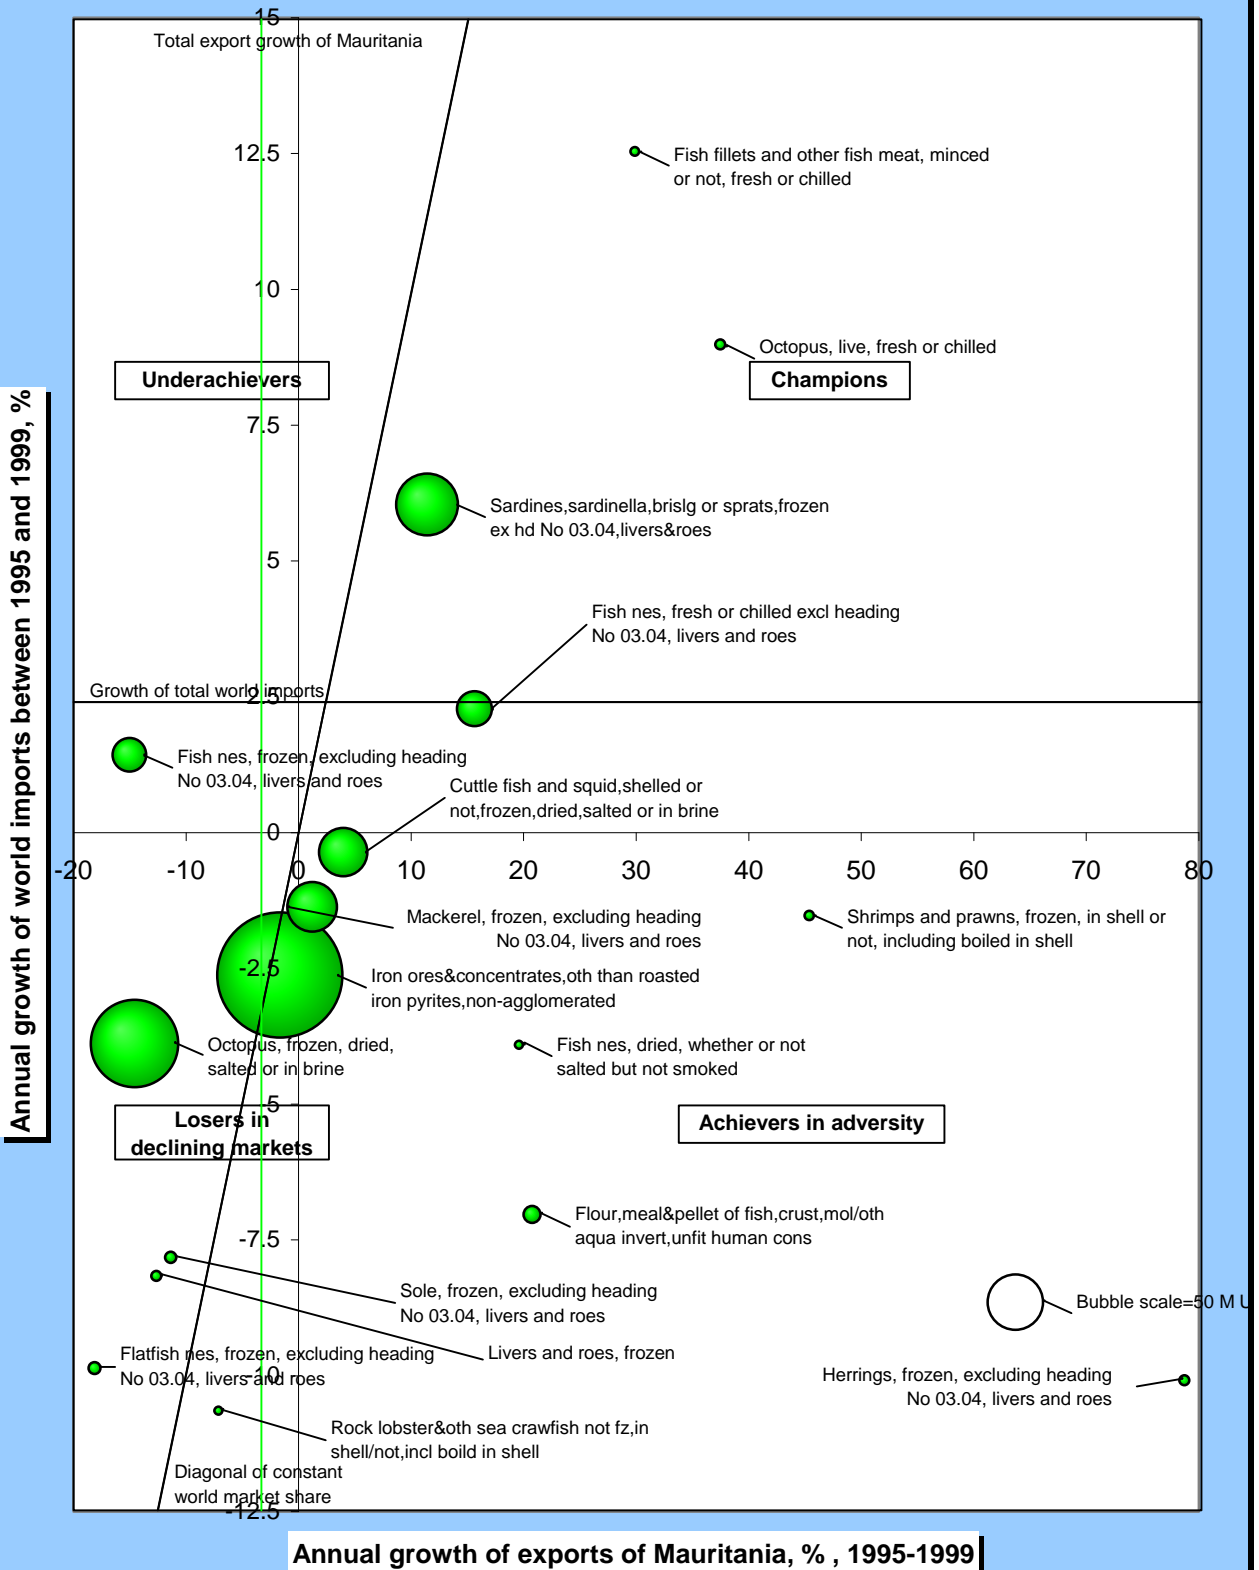 15
Total export growth of Mauritania
12.5
Fish fillets and other fish meat, minced
or not, fresh or chilled
10
Octopus, live, fresh or chilled
Underachievers
Champions
7.5
Sardines,sardinella,brislg or sprats,frozen
ex hd No 03.04,livers&roes
5
Fish nes, fresh or chilled excl heading
No 03.04, livers and roes
Growth of total world imports
2.5
Fish nes, frozen, excluding heading
No 03.04, livers and roes
Cuttle fish and squid,shelled or
not,frozen,dried,salted or in brine
0
-20 -10 0 10 20 30 40 50 60 70 80
Mackerel, frozen, excluding heading
No 03.04, livers and roes
Shrimps and prawns, frozen, in shell or
not, including boiled in shell
-2.5
Iron ores&concentrates,oth than roasted
iron pyrites,non-agglomerated
Octopus, frozen, dried,
salted or in brine
Fish nes, dried, whether or not
salted but not smoked
-5
Losers in
declining markets
Achievers in adversity
Flour,meal&pellet of fish,crust,mol/oth
aqua invert,unfit human cons
-7.5
Sole, frozen, excluding heading
No 03.04, livers and roes
Bubble scale=50 M U
Livers and roes, frozen
Flatfish nes, frozen, excluding heading
No 03.04, livers and roes
-10
Herrings, frozen, excluding heading
No 03.04, livers and roes
Rock lobster&oth sea crawfish not fz,in
shell/not,incl boild in shell
Diagonal of constant
world market share
-12.5
Annual growth of world imports between 1995 and 1999, %
Annual growth of exports of Mauritania, % , 1995-1999